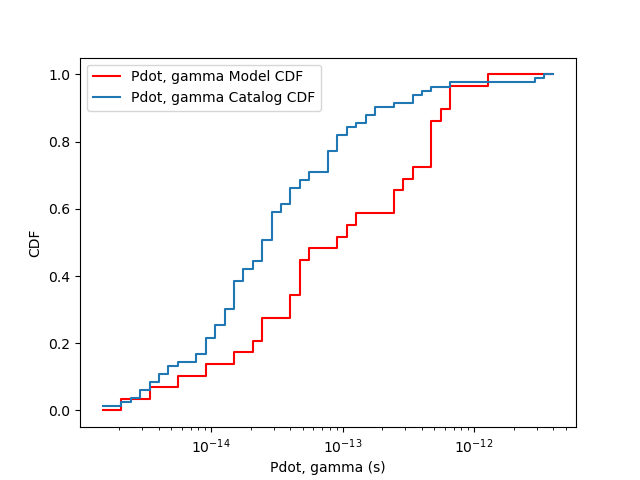 Pdot, gamma Model CDF
Pdot, gamma Catalog CDF
1.0
0.8
0.6
0.4
0.2
0.0
CDF
10⁻¹⁴
10⁻¹³
10⁻¹²
Pdot, gamma (s)